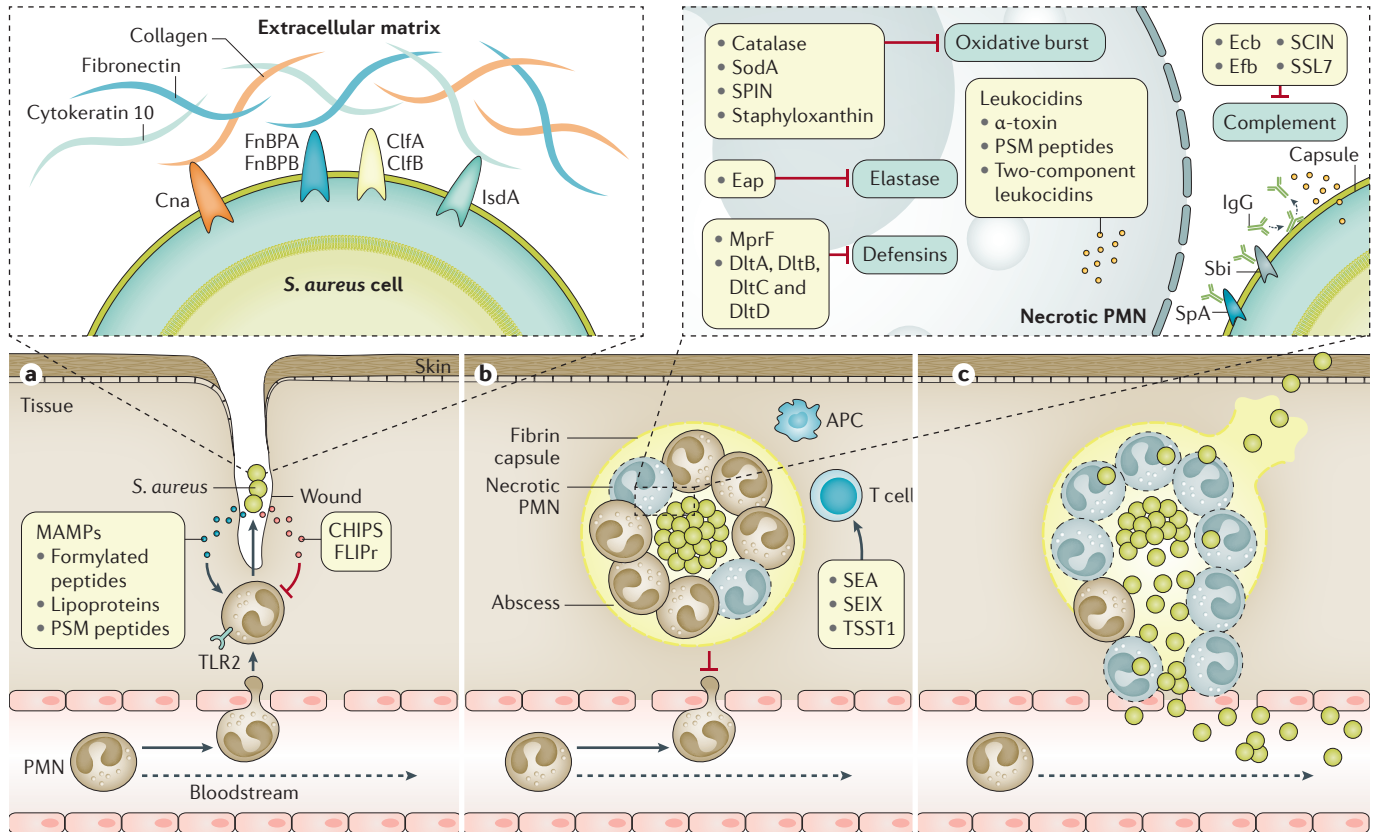 Extracellular matrix
Collagen
Fibronectin
Cytokeratin 10
FnBPA
FnBPB
ClfA
ClfB
Cna
IsdA
S. aureus cell
• Catalase
• SodA
• SPIN
• Staphyloxanthin
Oxidative burst
• Eap
Elastase
• MprF
• DltA, DltB,
DltC and
DltD
Defensins
Leukocidins
• α-toxin
• PSM peptides
• Two-component
leukocidins
Necrotic PMN
• Ecb • SCIN
• Efb • SSL7
Complement
Capsule
IgG
Sbi
SpA
a
Skin
Tissue
S. aureus
Wound
MAMPs
• Formylated
peptides
• Lipoproteins
• PSM peptides
CHIPS
FLIPr
TLR2
PMN
Bloodstream
b
APC
Fibrin
capsule
Necrotic
PMN
T cell
Abscess
• SEA
• SEIX
• TSST1
c